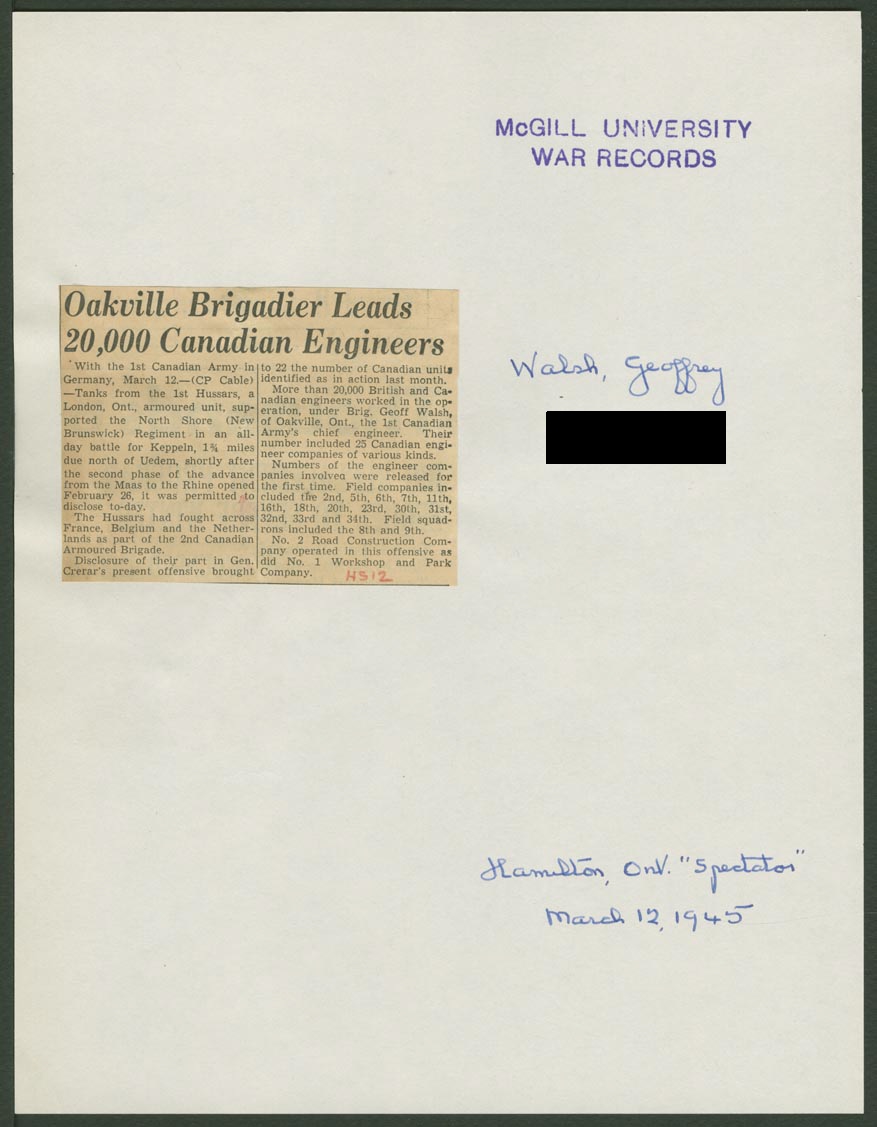 McGILL UNIVERSITY
WAR RECORDS
Oakville Brigadier Leads
20,000 Canadian Engineers
With the 1st Canadian Army in
Germany, March 12.—(CP Cable)
—Tanks from the 1st Hussars, a
London, Ont., armoured unit, sup-
ported the North Shore (New
Brunswick) Regiment in an all-
day battle for Keppeln, 1¾ miles
due north of Uedem, shortly after
the second phase of the advance
from the Maas to the Rhine opened
February 26, it was permitted to
disclose to-day.
The Hussars had fought across
France, Belgium and the Nether-
lands as part of the 2nd Canadian
Armoured Brigade.
Disclosure of their part in Gen.
Crerar's present offensive brought
to 22 the number of Canadian units
identified as in action last month.
More than 20,000 British and Ca-
nadian engineers worked in the op-
eration, under Brig. Geoff Walsh,
of Oakville, Ont., the 1st Canadian
Army's chief engineer. Their
number included 25 Canadian engi-
neer companies of various kinds.
Numbers of the engineer com-
panies involved were released for
the first time. Field companies in-
cluded the 2nd, 5th, 6th, 7th, 11th,
16th, 18th, 20th, 23rd, 30th, 31st,
32nd, 33rd and 34th. Field squad-
rons included the 8th and 9th.
No. 2 Road Construction Com-
pany operated in this offensive as
did No. 1 Workshop and Park
Company.
HS12
Walsh, Geoffrey
Hamilton, Ont. "Spectator"
March 12, 1945